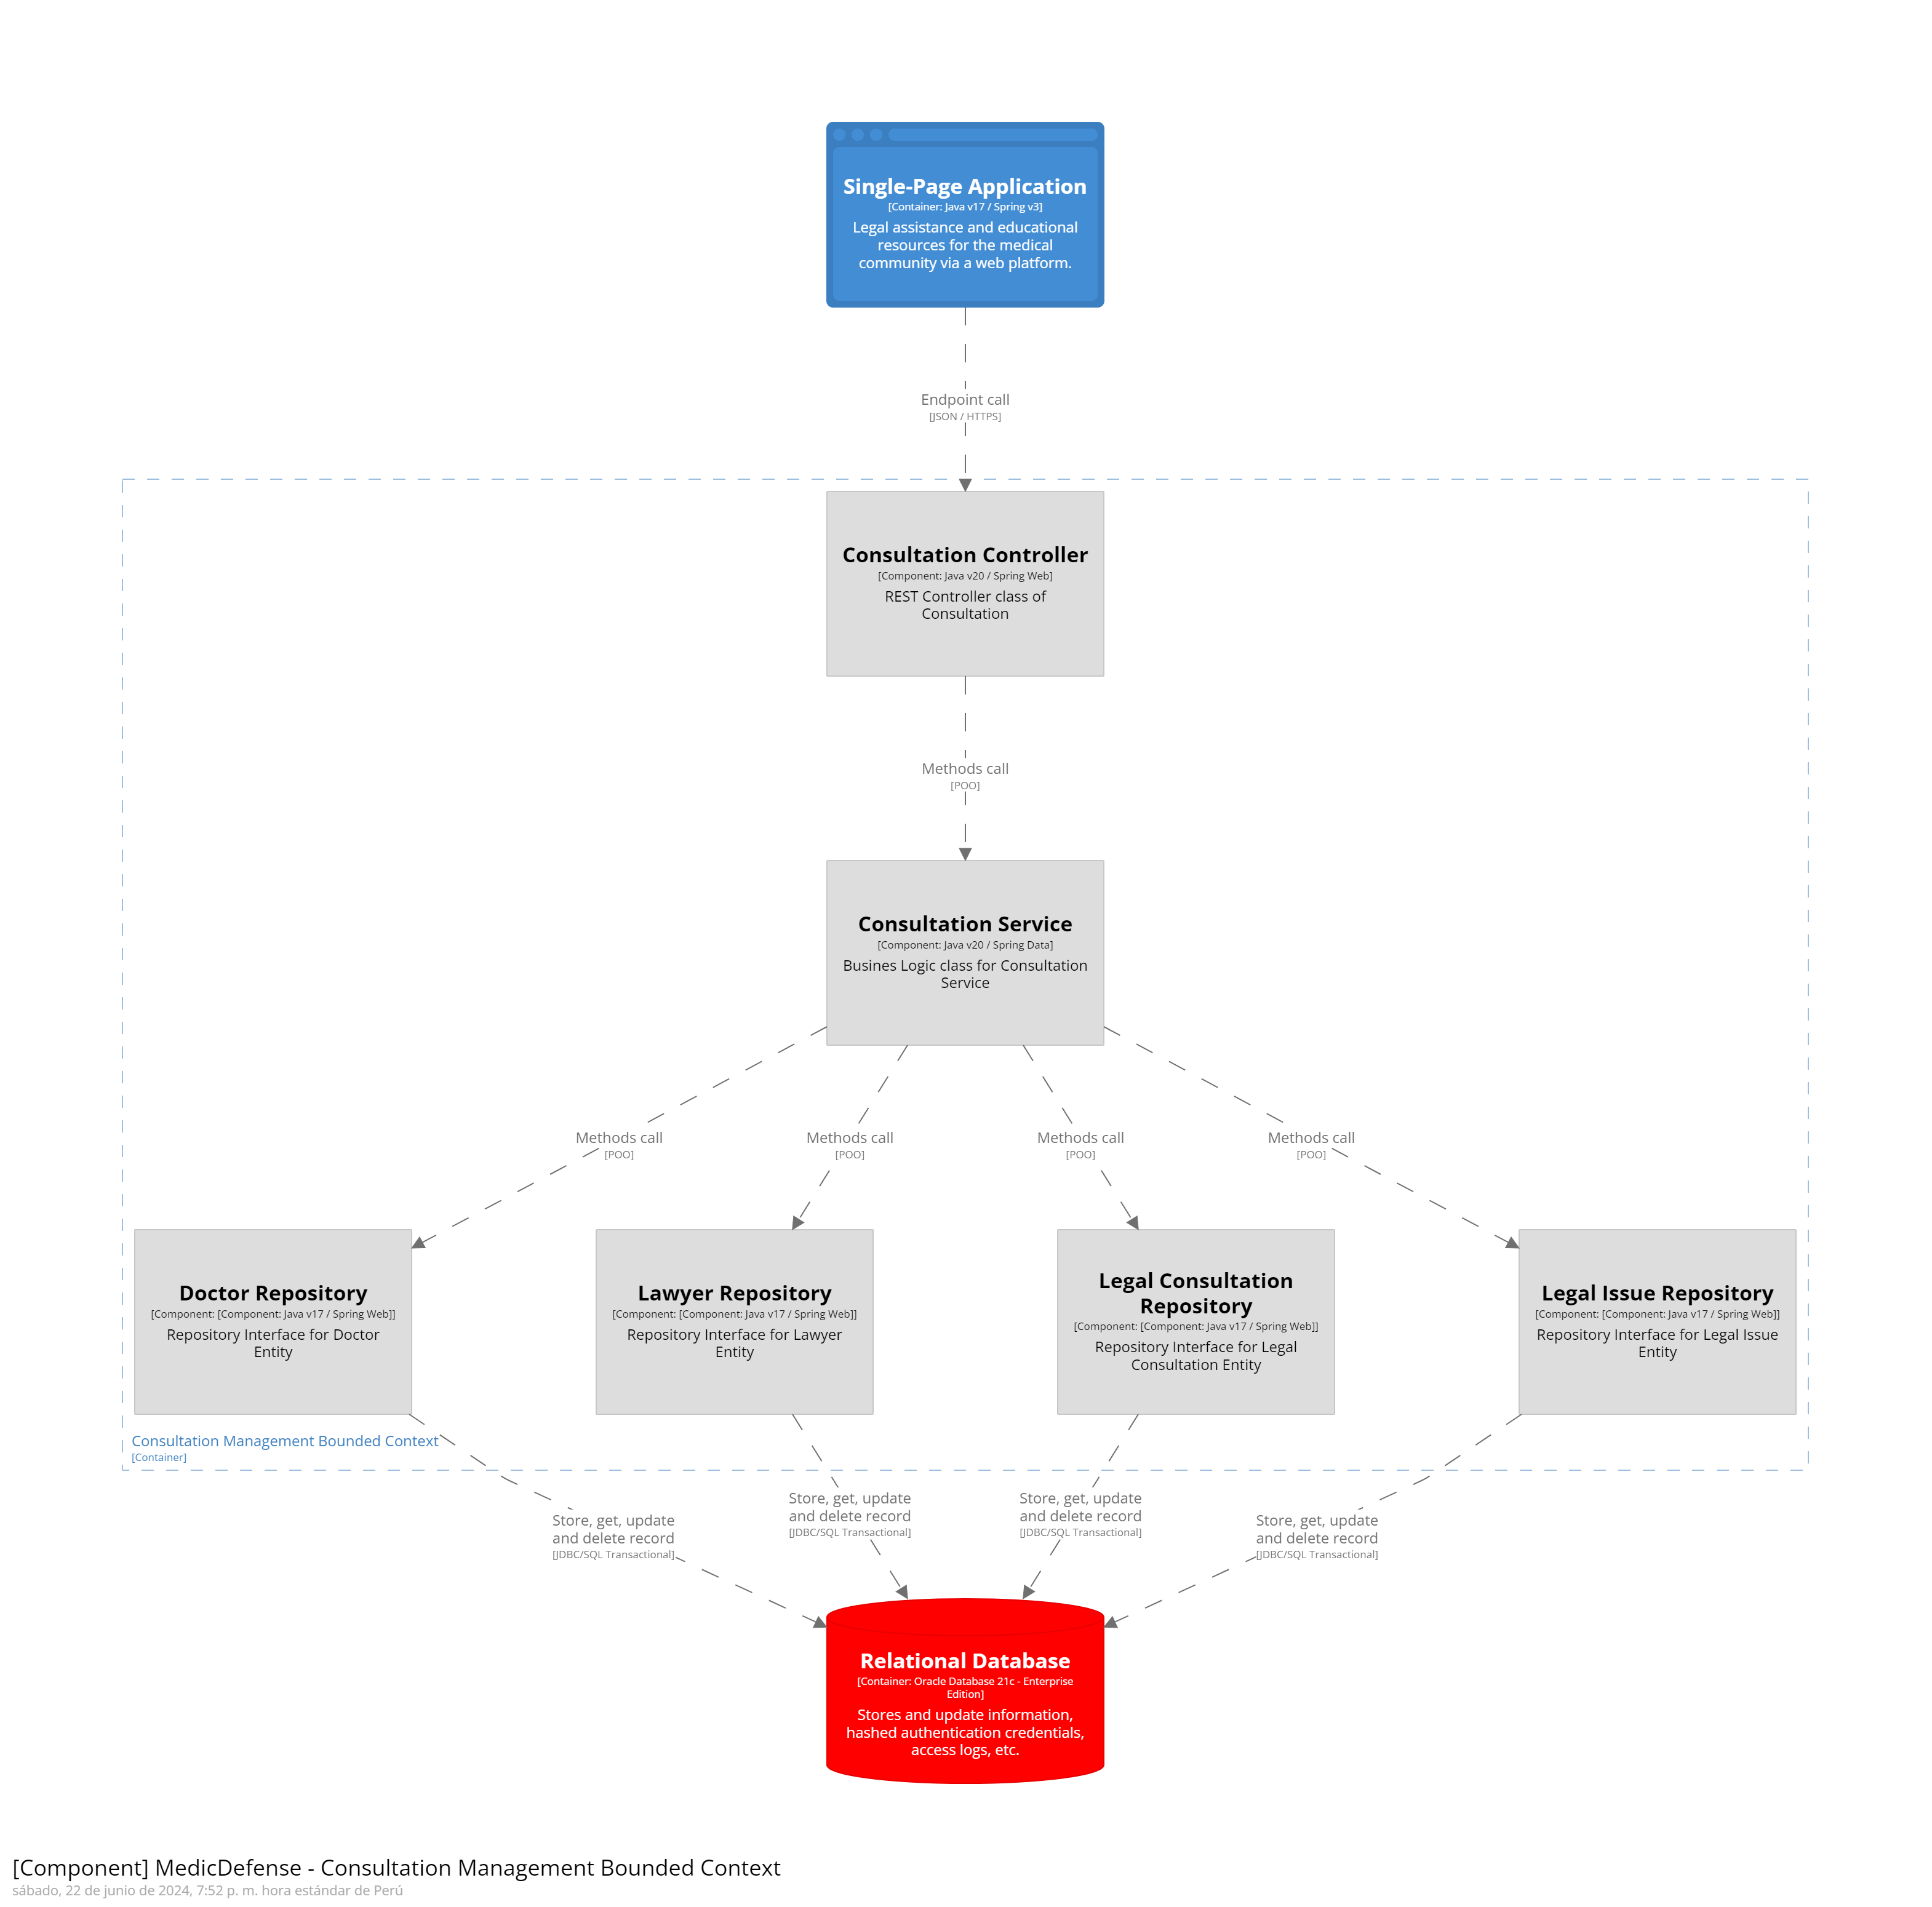 Single-Page Application
[Container: Java v17 / Spring v3]
Legal assistance and educational
resources for the medical
community via a web platform.
Endpoint call
[JSON / HTTPS]
Consultation Controller
[Component: Java v20 / Spring Web]
REST Controller class of
Consultation
Methods call
[POO]
Consultation Service
[Component: Java v20 / Spring Data]
Busines Logic class for Consultation
Service
Methods call
[POO]
Methods call
[POO]
Methods call
[POO]
Methods call
[POO]
Doctor Repository
[Component: [Component: Java v17 / Spring Web]]
Repository Interface for Doctor
Entity
Lawyer Repository
[Component: [Component: Java v17 / Spring Web]]
Repository Interface for Lawyer
Entity
Legal Consultation
Repository
[Component: [Component: Java v17 / Spring Web]]
Repository Interface for Legal
Consultation Entity
Legal Issue Repository
[Component: [Component: Java v17 / Spring Web]]
Repository Interface for Legal Issue
Entity
Consultation Management Bounded Context
[Container]
Store, get, update
and delete record
[JDBC/SQL Transactional]
Store, get, update
and delete record
[JDBC/SQL Transactional]
Store, get, update
and delete record
[JDBC/SQL Transactional]
Store, get, update
and delete record
[JDBC/SQL Transactional]
Relational Database
[Container: Oracle Database 21c - Enterprise
Edition]
Stores and update information,
hashed authentication credentials,
access logs, etc.
[Component] MedicDefense - Consultation Management Bounded Context
sábado, 22 de junio de 2024, 7:52 p. m. hora estándar de Perú